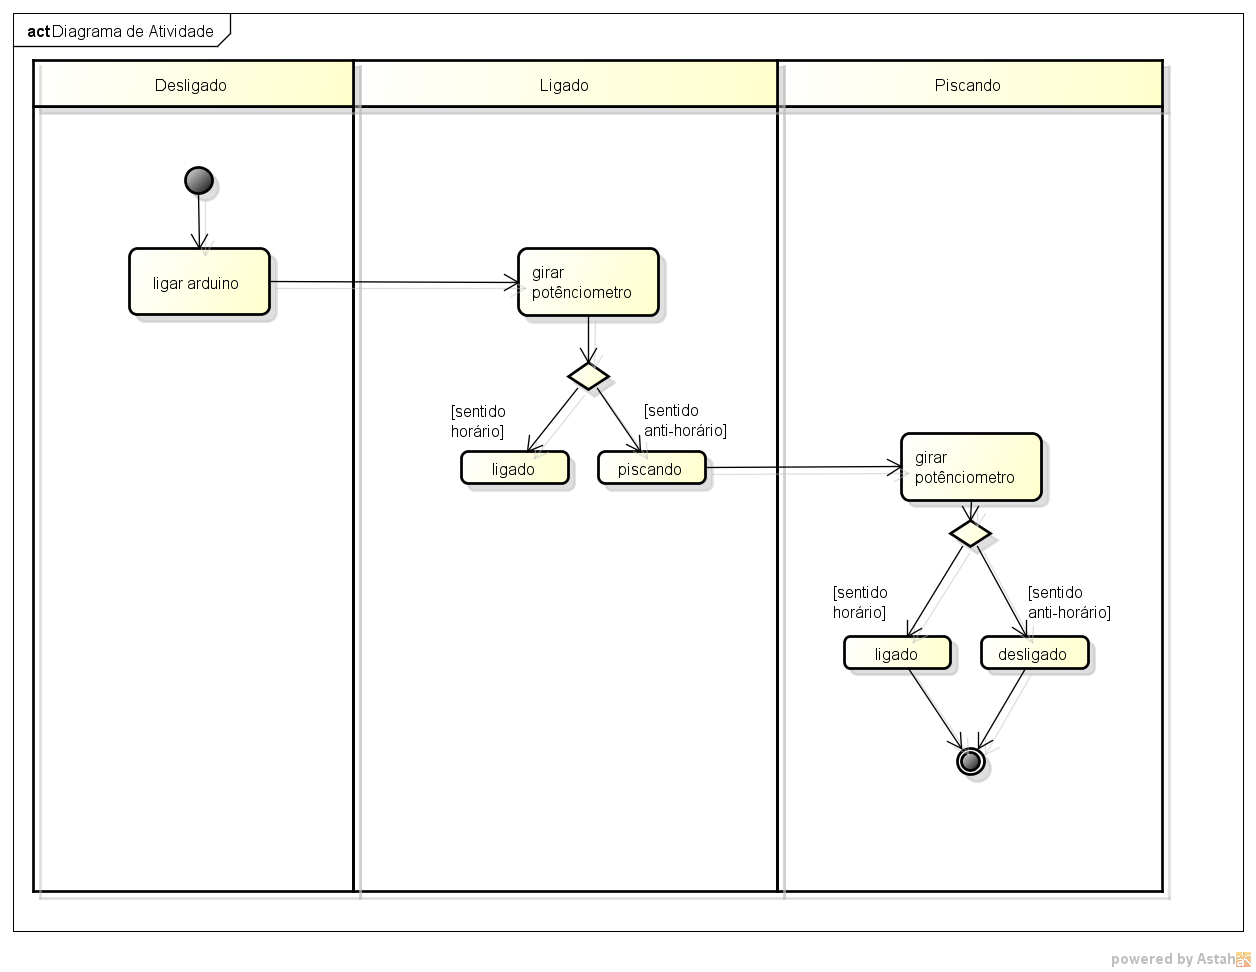 act Diagrama de Atividade
Desligado
Ligado
Piscando
ligar arduino
girar
potênciometro
[sentido
horário]
[sentido
anti-horário]
ligado
piscando
girar
potênciometro
[sentido
horário]
[sentido
anti-horário]
ligado
desligado
powered by Astah